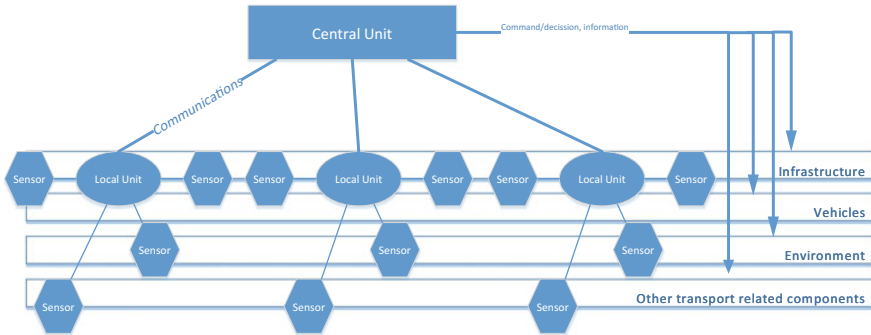 Central Unit
Command/decission, information
Communications
Sensor
Local Unit
Sensor
Sensor
Local Unit
Sensor
Sensor
Local Unit
Sensor
Infrastructure
Vehicles
Sensor
Sensor
Sensor
Environment
Sensor
Sensor
Sensor
Other transport related components